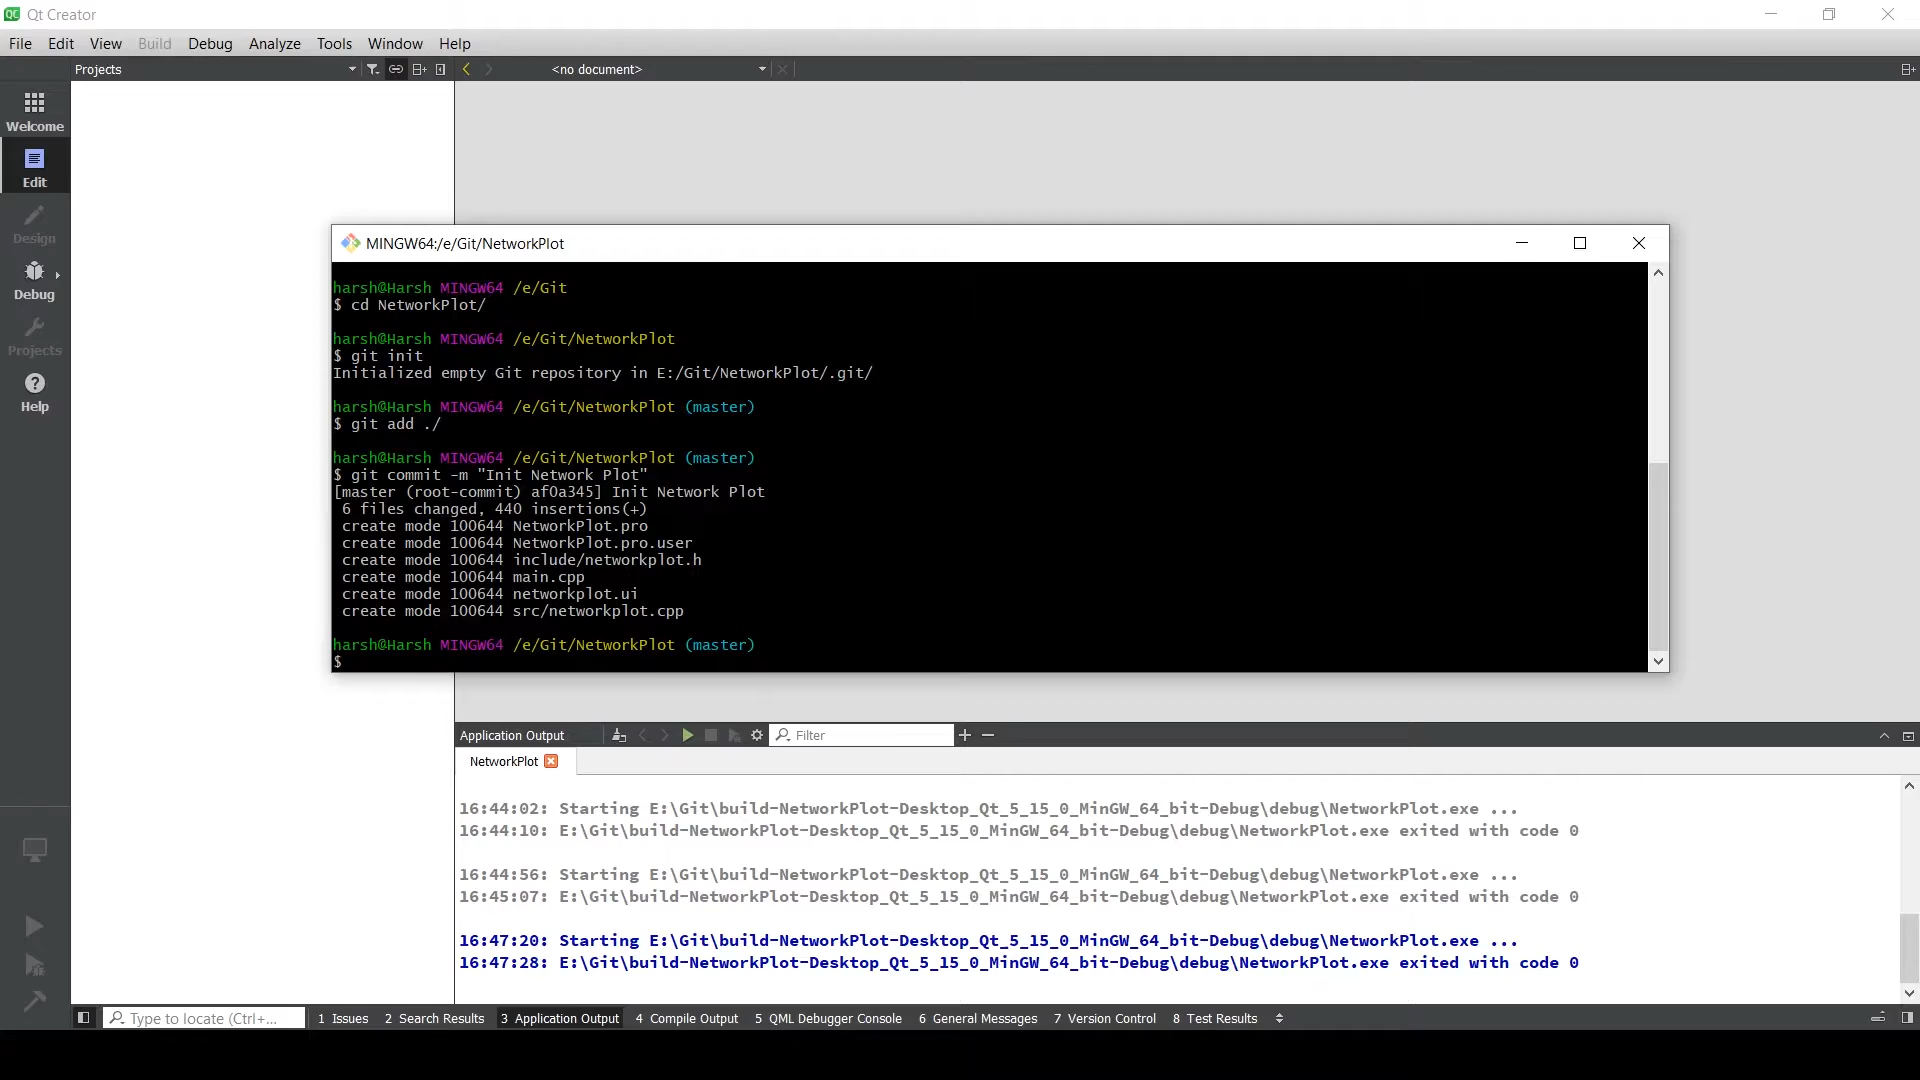 Qt Creator
File Edit View Build Debug Analyze Tools Window Help
Projects
<no document>
Welcome
Edit
Design
Debug
Projects
Help
MINGW64:/e/Git/NetworkPlot
harsh@Harsh MINGW64 /e/Git
$ cd NetworkPlot/
harsh@Harsh MINGW64 /e/Git/NetworkPlot
$ git init
Initialized empty Git repository in E:/Git/NetworkPlot/.git/
harsh@Harsh MINGW64 /e/Git/NetworkPlot (master)
$ git add ./
harsh@Harsh MINGW64 /e/Git/NetworkPlot (master)
$ git commit -m "Init Network Plot"
[master (root-commit) af0a345] Init Network Plot
6 files changed, 440 insertions(+)
create mode 100644 NetworkPlot.pro
create mode 100644 NetworkPlot.pro.user
create mode 100644 include/networkplot.h
create mode 100644 main.cpp
create mode 100644 networkplot.ui
create mode 100644 src/networkplot.cpp
harsh@Harsh MINGW64 /e/Git/NetworkPlot (master)
$
Application Output
Filter
NetworkPlot
16:44:02: Starting E:\Git\build-NetworkPlot-Desktop_Qt_5_15_0_MinGW_64_bit-Debug\debug\NetworkPlot.exe ...
16:44:10: E:\Git\build-NetworkPlot-Desktop_Qt_5_15_0_MinGW_64_bit-Debug\debug\NetworkPlot.exe exited with code 0
16:44:56: Starting E:\Git\build-NetworkPlot-Desktop_Qt_5_15_0_MinGW_64_bit-Debug\debug\NetworkPlot.exe ...
16:45:07: E:\Git\build-NetworkPlot-Desktop_Qt_5_15_0_MinGW_64_bit-Debug\debug\NetworkPlot.exe exited with code 0
16:47:20: Starting E:\Git\build-NetworkPlot-Desktop_Qt_5_15_0_MinGW_64_bit-Debug\debug\NetworkPlot.exe ...
16:47:28: E:\Git\build-NetworkPlot-Desktop_Qt_5_15_0_MinGW_64_bit-Debug\debug\NetworkPlot.exe exited with code 0
Type to locate (Ctrl+... 1 Issues 2 Search Results 3 Application Output 4 Compile Output 5 QML Debugger Console 6 General Messages 7 Version Control 8 Test Results